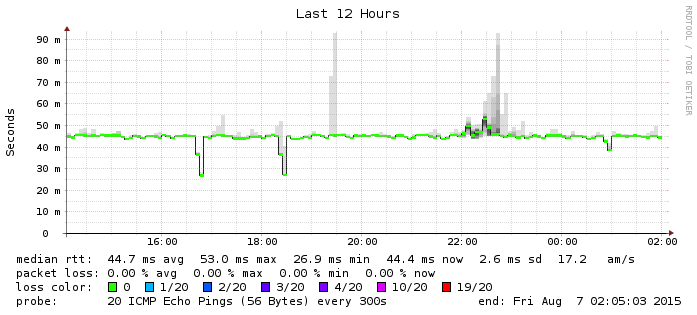 Last 12 Hours
RRDTOOL / TOBI OETIKER
Seconds
90 m
80 m
70 m
60 m
50 m
40 m
30 m
20 m
10 m
0
16:00 18:00 20:00 22:00 00:00 02:00
median rtt: 44.7 ms avg 53.0 ms max 26.9 ms min 44.4 ms now 2.6 ms sd 17.2 am/s
packet loss: 0.00 % avg 0.00 % max 0.00 % min 0.00 % now
loss color: 0 1/20 2/20 3/20 4/20 10/20 19/20
probe: 20 ICMP Echo Pings (56 Bytes) every 300s end: Fri Aug 7 02:05:03 2015